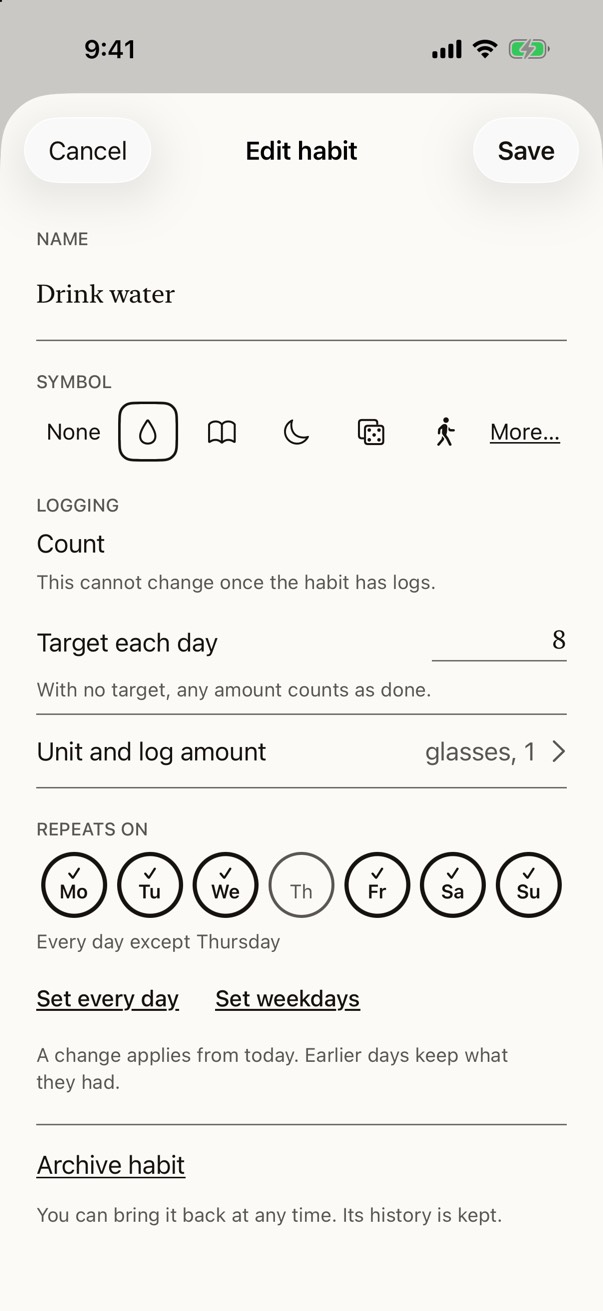 9:41
Cancel
Edit habit
Save
NAME
Drink water
SYMBOL
None
More...
LOGGING
Count
This cannot change once the habit has logs.
Target each day
8
With no target, any amount counts as done.
Unit and log amount
glasses, 1
REPEATS ON
Mo
Tu
We
Th
Fr
Sa
Su
Every day except Thursday
Set every day
Set weekdays
A change applies from today. Earlier days keep what
they had.
Archive habit
You can bring it back at any time. Its history is kept.